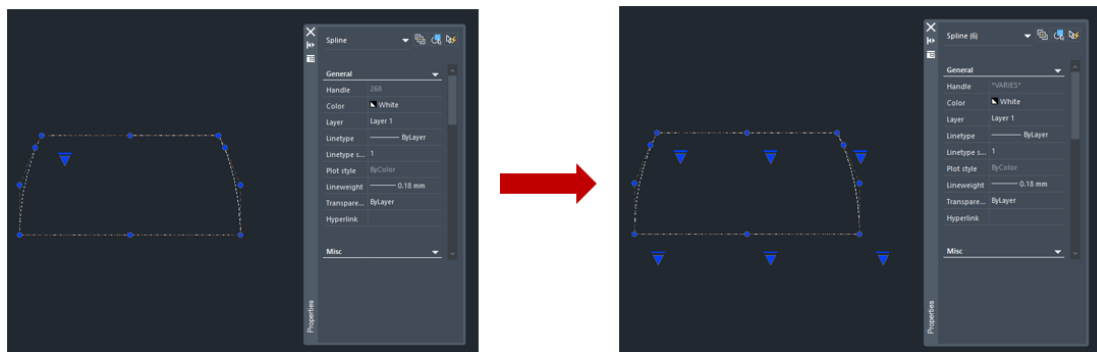 Spline
General
Handle 268
Color White
Layer Layer 1
Linetype ByLayer
Linetype s... 1
Plot style ByColor
Lineweight 0.18 mm
Transpare... ByLayer
Hyperlink
Misc
Properties
Spline (6)
General
Handle *VARIES*
Color White
Layer Layer 1
Linetype ByLayer
Linetype s... 1
Plot style ByColor
Lineweight 0.18 mm
Transpare... ByLayer
Hyperlink
Misc
Properties